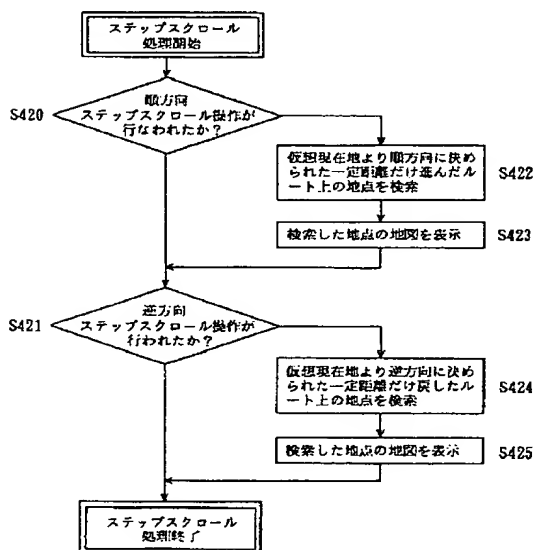 ステップスクロール
処理開始
S420
順方向
ステップスクロール操作が
行なわれたか？
仮想現在地より順方向に決め
られた一定距離だけ進んだル
ート上の地点を検索
S422
検索した地点の地図を表示
S423
S421
逆方向
ステップスクロール操作が
行われたか？
仮想現在地より逆方向に決め
られた一定距離だけ戻したル
ート上の地点を検索
S424
検索した地点の地図を表示
S425
ステップスクロール
処理終了